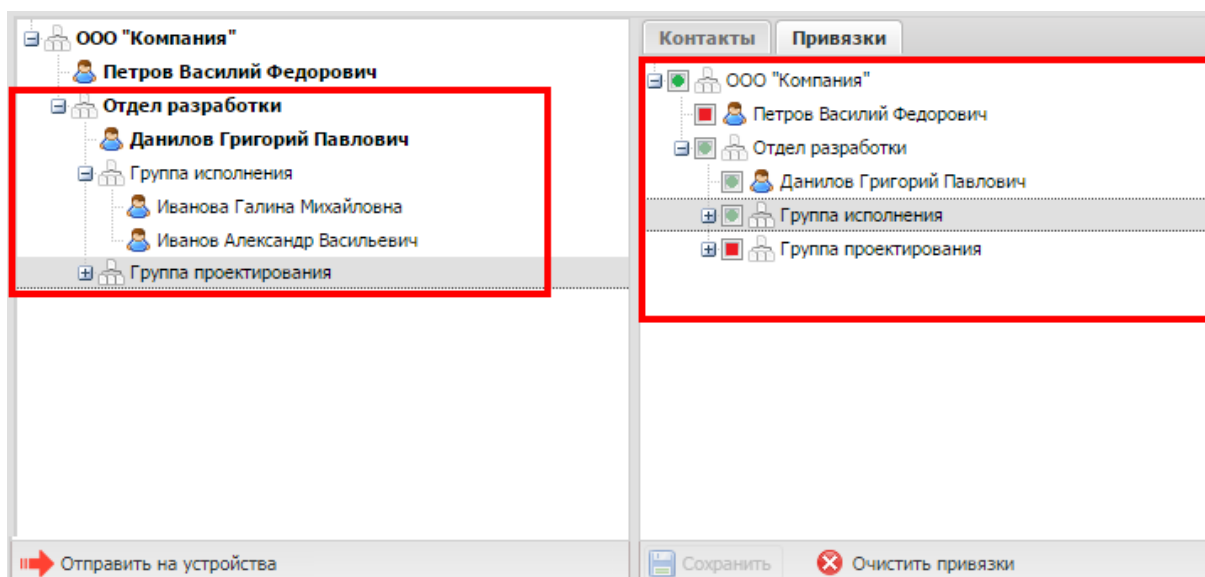 ООО "Компания"
Петров Василий Федорович
Отдел разработки
Данилов Григорий Павлович
Группа исполнения
Иванова Галина Михайловна
Иванов Александр Васильевич
Группа проектирования
Отправить на устройства
Контакты Привязки
ООО "Компания"
Петров Василий Федорович
Отдел разработки
Данилов Григорий Павлович
Группа исполнения
Группа проектирования
Сохранить Очистить привязки